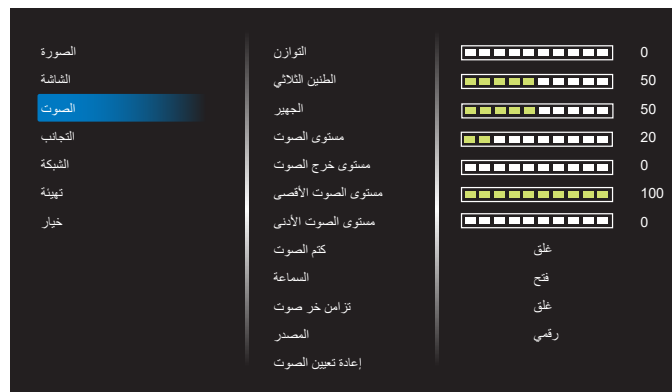 الصورة
الشاشة
الصوت
التجانب
الشبكة
تهيئة
خيار
التوازن 0
الطنين الثلاثي 50
الجهير 50
مستوى الصوت 20
مستوى خرج الصوت 0
مستوى الصوت الأقصى 100
مستوى الصوت الأدنى 0
كتم الصوت غلق
السماعة فتح
تزامن خر صوت غلق
المصدر رقمي
إعادة تعيين الصوت